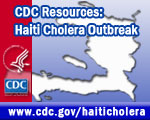 CDC Resources:
Haiti Cholera Outbreak
CDC
www.cdc.gov/haiticholera